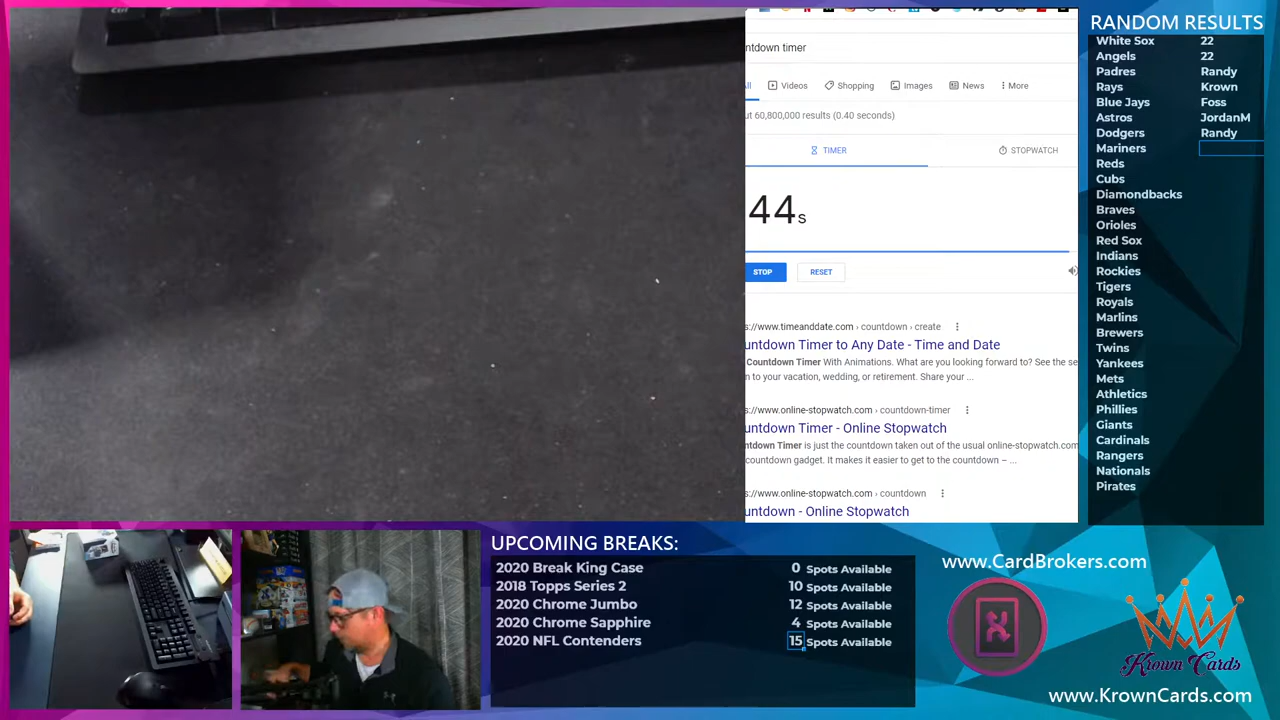 ntdown timer
All
Videos
Shopping
Images
News
More
ut 60,800,000 results (0.40 seconds)
TIMER
STOPWATCH
44s
STOP
RESET
s://www.timeanddate.com › countdown › create
untdown Timer to Any Date - Time and Date
Countdown Timer With Animations. What are you looking forward to? See the se
n to your vacation, wedding, or retirement. Share your ...
s://www.online-stopwatch.com › countdown-timer
untdown Timer - Online Stopwatch
ntdown Timer is just the countdown taken out of the usual online-stopwatch.com
countdown gadget. It makes it easier to get to the countdown – ...
s://www.online-stopwatch.com › countdown
untdown - Online Stopwatch
RANDOM RESULTS
White Sox 22
Angels 22
Padres Randy
Rays Krown
Blue Jays Foss
Astros JordanM
Dodgers Randy
Mariners
Reds
Cubs
Diamondbacks
Braves
Orioles
Red Sox
Indians
Rockies
Tigers
Royals
Marlins
Brewers
Twins
Yankees
Mets
Athletics
Phillies
Giants
Cardinals
Rangers
Nationals
Pirates
UPCOMING BREAKS:
2020 Break King Case 0 Spots Available
2018 Topps Series 2 10 Spots Available
2020 Chrome Jumbo 12 Spots Available
2020 Chrome Sapphire 4 Spots Available
2020 NFL Contenders 15 Spots Available
www.CardBrokers.com
Krown Cards
www.KrownCards.com